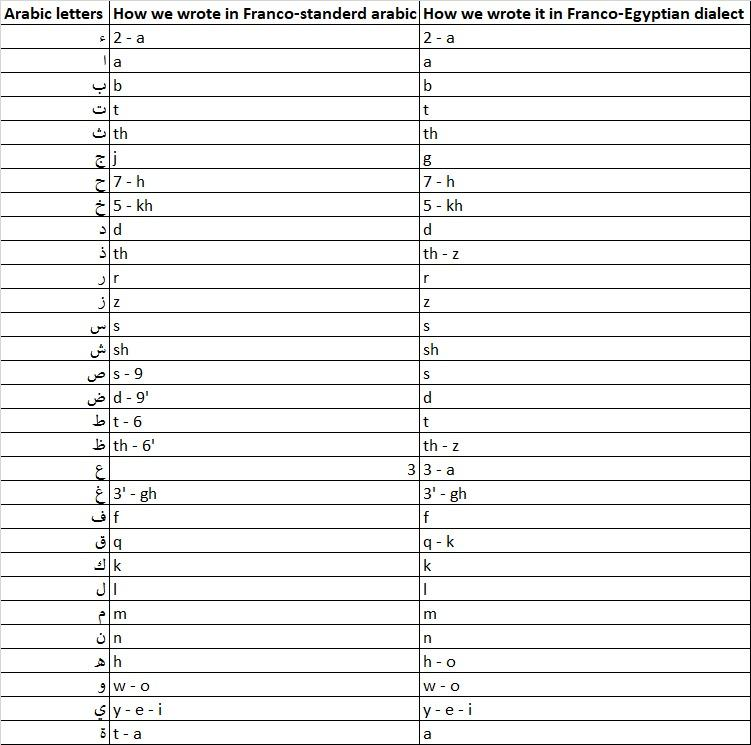 Arabic letters How we wrote in Franco-standerd arabic How we wrote it in Franco-Egyptian dialect
ء 2 - a 2 - a
ا a a
ب b b
ت t t
ث th th
ج j g
ح 7 - h 7 - h
خ 5 - kh 5 - kh
د d d
ذ th th - z
ر r r
ز z z
س s s
ش sh sh
ص s - 9 s
ض d - 9' d
ط t - 6 t
ظ th - 6' th - z
ع 3 3 - a
غ 3' - gh 3' - gh
ف f f
ق q q - k
ك k k
ل l l
م m m
ن n n
ه h h - o
و w - o w - o
ي y - e - i y - e - i
ة t - a a